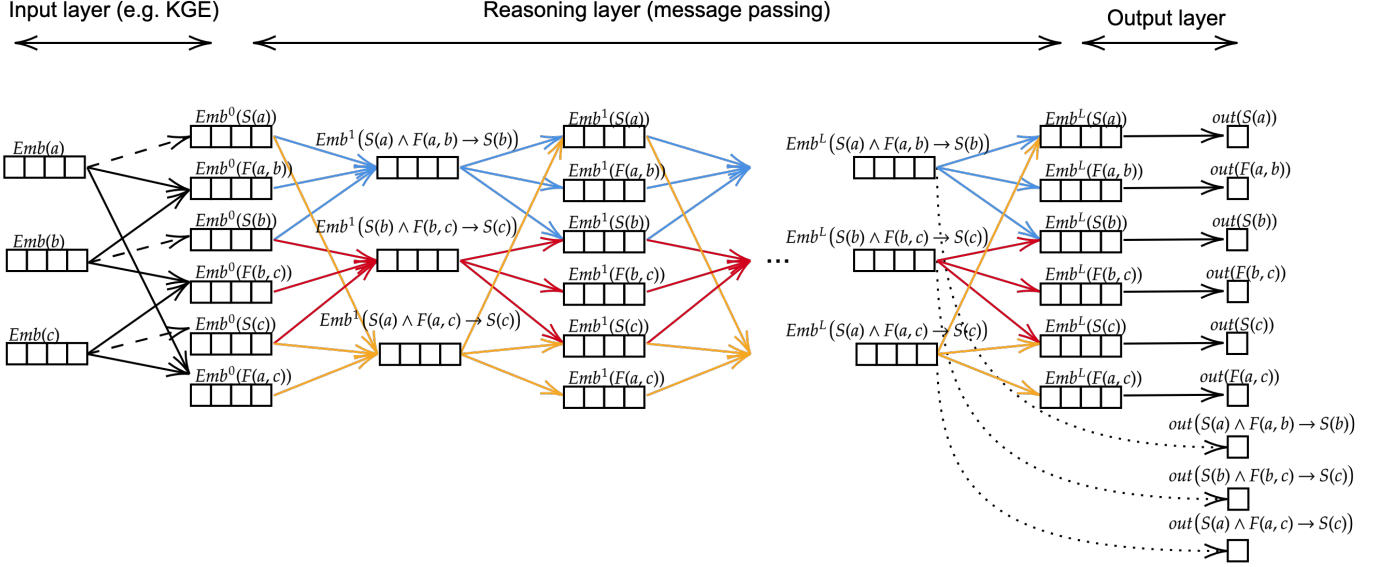 Input layer (e.g. KGE)
Reasoning layer (message passing)
Output layer
Emb(a)
Emb(b)
Emb(c)
Emb⁰(S(a))
Emb⁰(F(a, b))
Emb⁰(S(b))
Emb⁰(F(b, c))
Emb⁰(S(c))
Emb⁰(F(a, c))
Emb¹(S(a) ∧ F(a, b) → S(b))
Emb¹(S(b) ∧ F(b, c) → S(c))
Emb¹(S(a) ∧ F(a, c) → S(c))
Emb¹(S(a))
Emb¹(F(a, b))
Emb¹(S(b))
Emb¹(F(b, c))
Emb¹(S(c))
Emb¹(F(a, c))
...
Emb^L(S(a) ∧ F(a, b) → S(b))
Emb^L(S(b) ∧ F(b, c) → S(c))
Emb^L(S(a) ∧ F(a, c) → S(c))
Emb^L(S(a))
Emb^L(F(a, b))
Emb^L(S(b))
Emb^L(F(b, c))
Emb^L(S(c))
Emb^L(F(a, c))
out(S(a))
out(F(a, b))
out(S(b))
out(F(b, c))
out(S(c))
out(F(a, c))
out(S(a) ∧ F(a, b) → S(b))
out(S(b) ∧ F(b, c) → S(c))
out(S(a) ∧ F(a, c) → S(c))